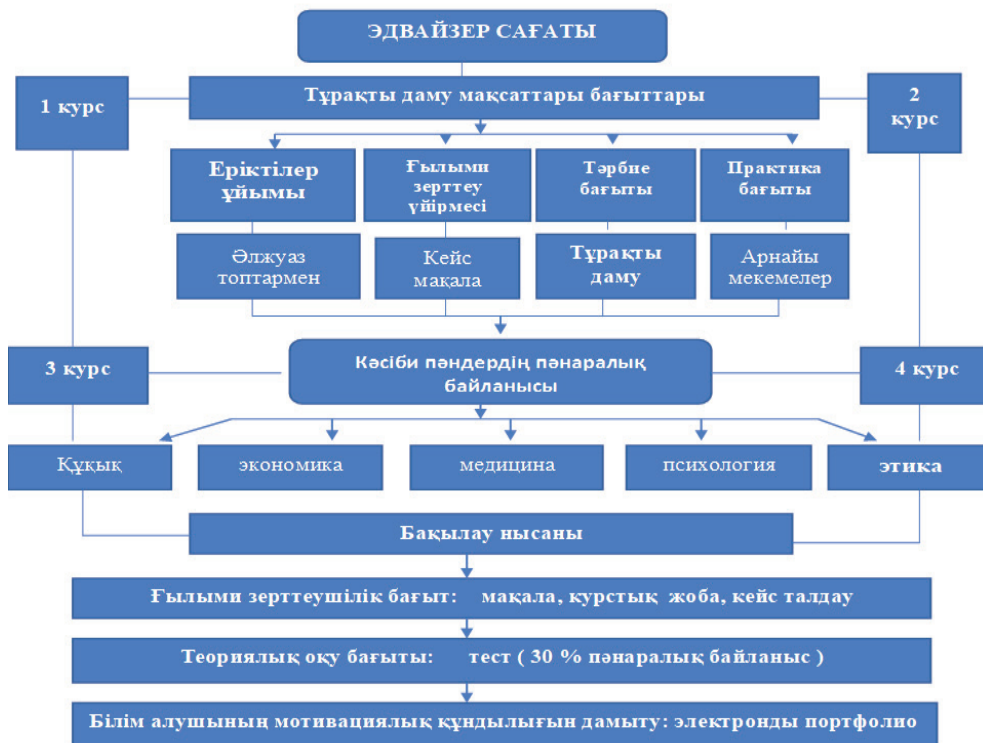 ЭДВАЙЗЕР САҒАТЫ
1 курс
Тұрақты даму мақсаттары бағыттары
2
курс
Еріктілер
ұйымы
Ғылыми
зерттеу
үйірмесі
Тәрбие
бағыты
Практика
бағыты
Әлжуаз
топтармен
Кейс
мақала
Тұрақты
даму
Арнайы
мекемелер
3 курс
Кәсіби пәндердің пәнаралық
байланысы
4 курс
Құқық
экономика
медицина
психология
этика
Бақылау нысаны
Ғылыми зерттеушілік бағыт: мақала, курстық жоба, кейс талдау
Теориялық оқу бағыты: тест ( 30 % пәнаралық байланыс )
Білім алушының мотивациялық құндылығын дамыту: электронды портфолио